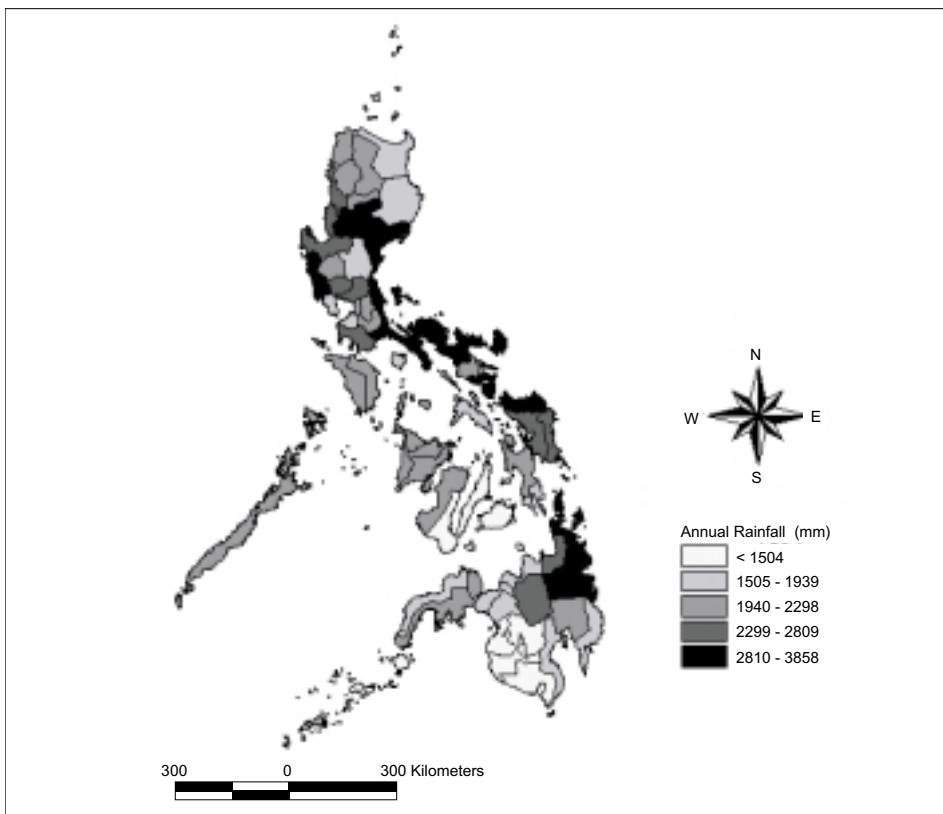 N
W E
S
Annual Rainfall (mm)
< 1504
1505 - 1939
1940 - 2298
2299 - 2809
2810 - 3858
300 0 300 Kilometers